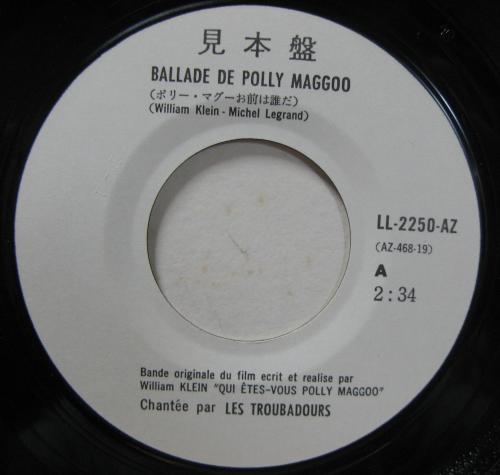 見本盤
BALLADE DE POLLY MAGGOO
(ポリー・マグーお前は誰だ)
(William Klein - Michel Legrand)
LL-2250-AZ
(AZ-468-19)
A
2:34
Bande originale du film ecrit et realise par
William KLEIN "QUI ÊTES-VOUS POLLY MAGGOO"
Chantée par LES TROUBADOURS